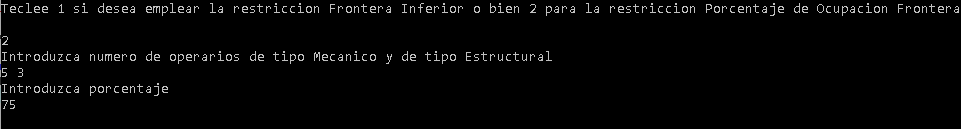 Teclee 1 si desea emplear la restriccion Frontera Inferior o bien 2 para la restriccion Porcentaje de Ocupacion Frontera
2
Introduzca numero de operarios de tipo Mecanico y de tipo Estructural
5 3
Introduzca porcentaje
75